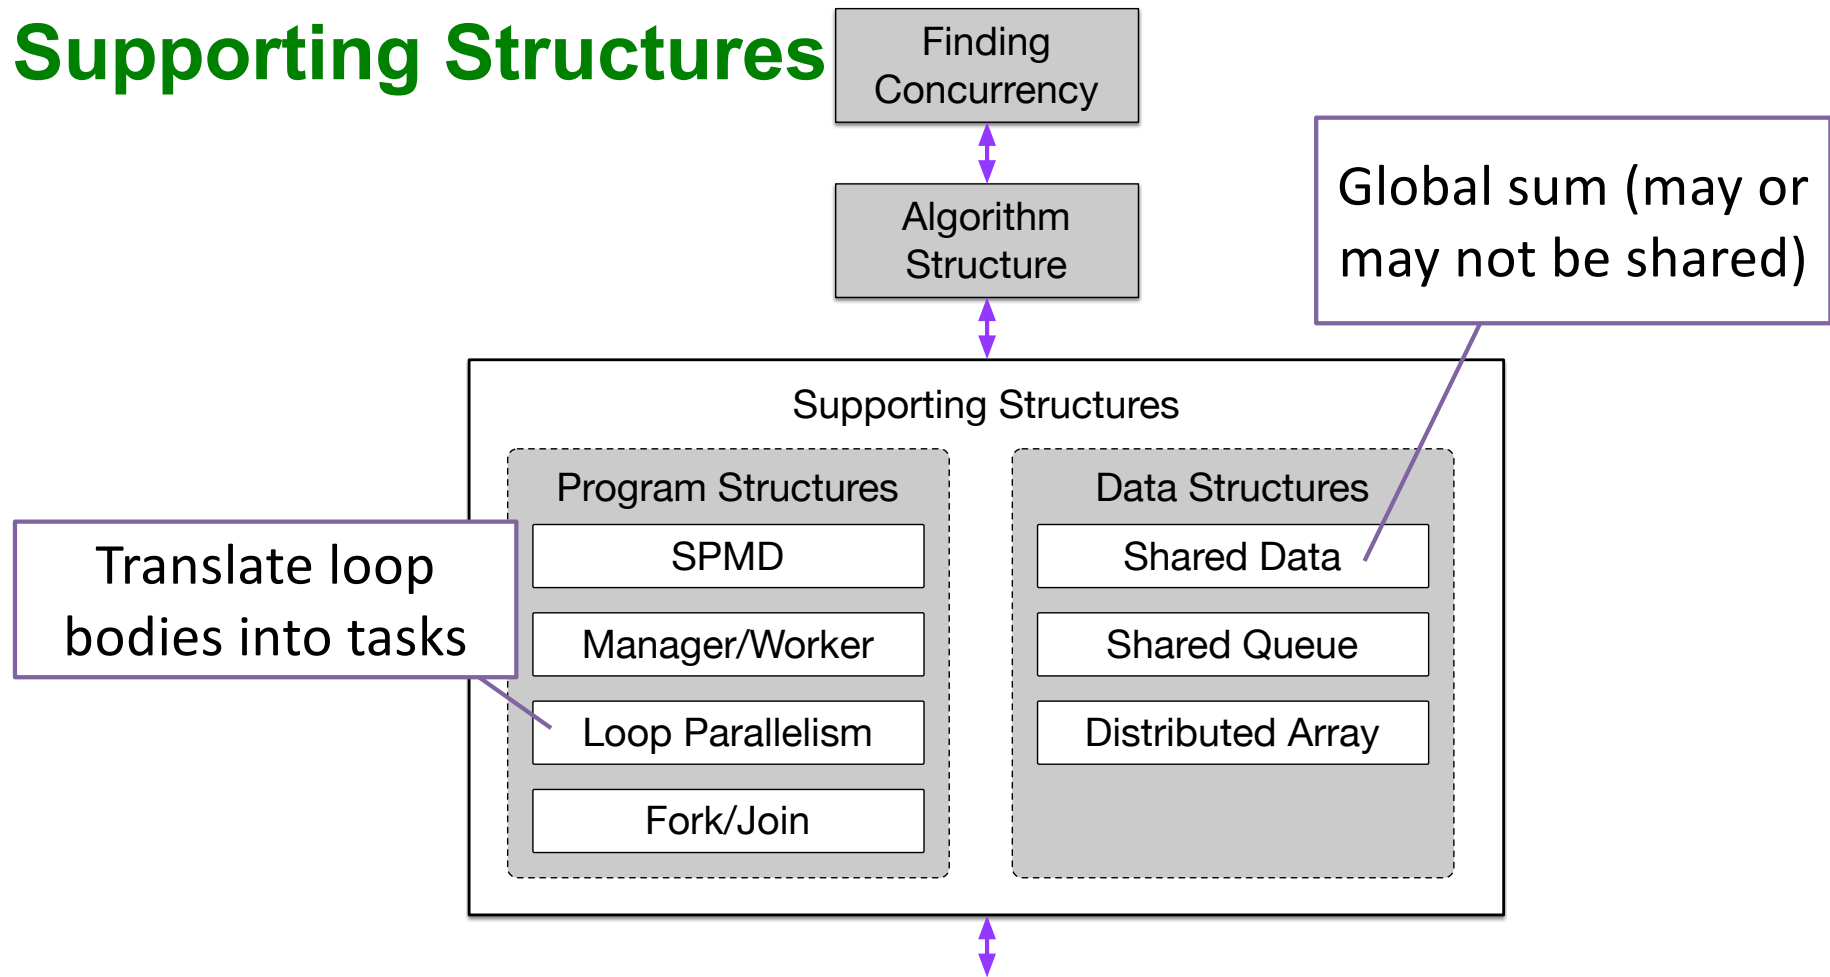 Supporting Structures
Finding
Concurrency
Algorithm
Structure
Global sum (may or
may not be shared)
Supporting Structures
Program Structures
SPMD
Manager/Worker
Loop Parallelism
Fork/Join
Data Structures
Shared Data
Shared Queue
Distributed Array
Translate loop
bodies into tasks